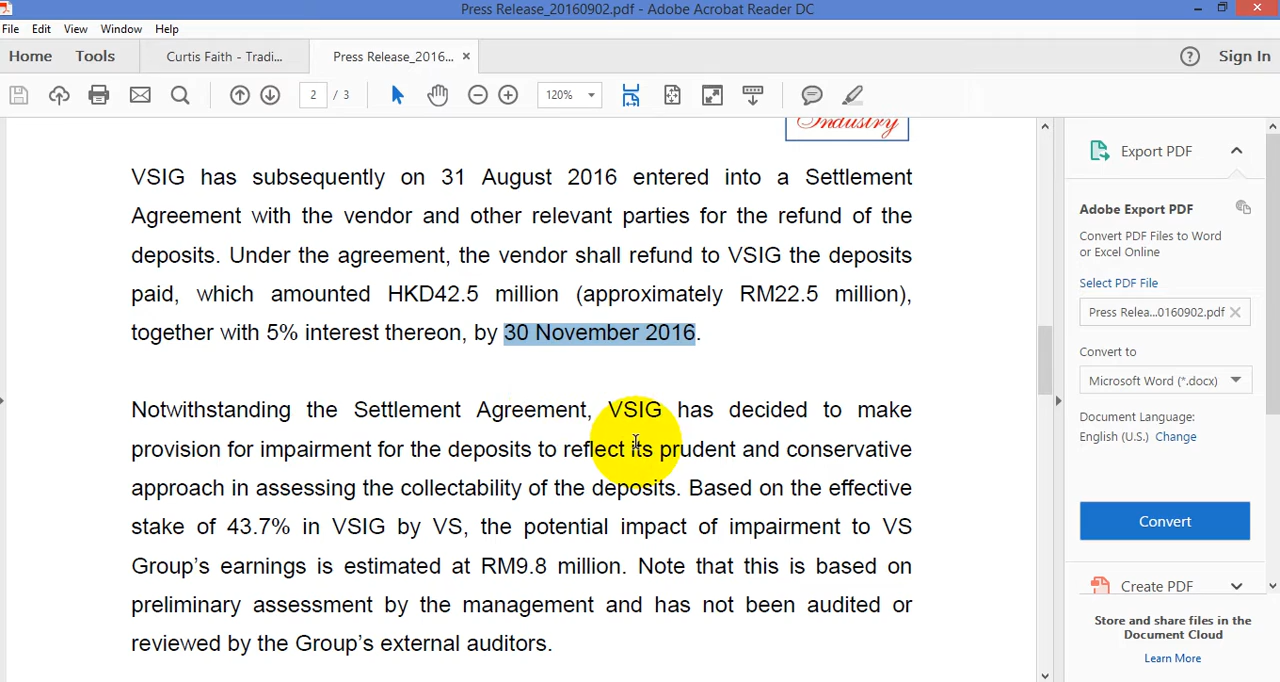 Press Release_20160902.pdf - Adobe Acrobat Reader DC
File Edit View Window Help
Home Tools Curtis Faith - Tradi... Press Release_2016... × Sign In
2 / 3 120%
Industry
VSIG has subsequently on 31 August 2016 entered into a Settlement
Agreement with the vendor and other relevant parties for the refund of the
deposits. Under the agreement, the vendor shall refund to VSIG the deposits
paid, which amounted HKD42.5 million (approximately RM22.5 million),
together with 5% interest thereon, by 30 November 2016.
Notwithstanding the Settlement Agreement, VSIG has decided to make
provision for impairment for the deposits to reflect its prudent and conservative
approach in assessing the collectability of the deposits. Based on the effective
stake of 43.7% in VSIG by VS, the potential impact of impairment to VS
Group's earnings is estimated at RM9.8 million. Note that this is based on
preliminary assessment by the management and has not been audited or
reviewed by the Group's external auditors.
Export PDF
Adobe Export PDF
Convert PDF Files to Word
or Excel Online
Select PDF File
Press Relea...0160902.pdf
Convert to
Microsoft Word (*.docx)
Document Language:
English (U.S.) Change
Convert
Create PDF
Store and share files in the
Document Cloud
Learn More